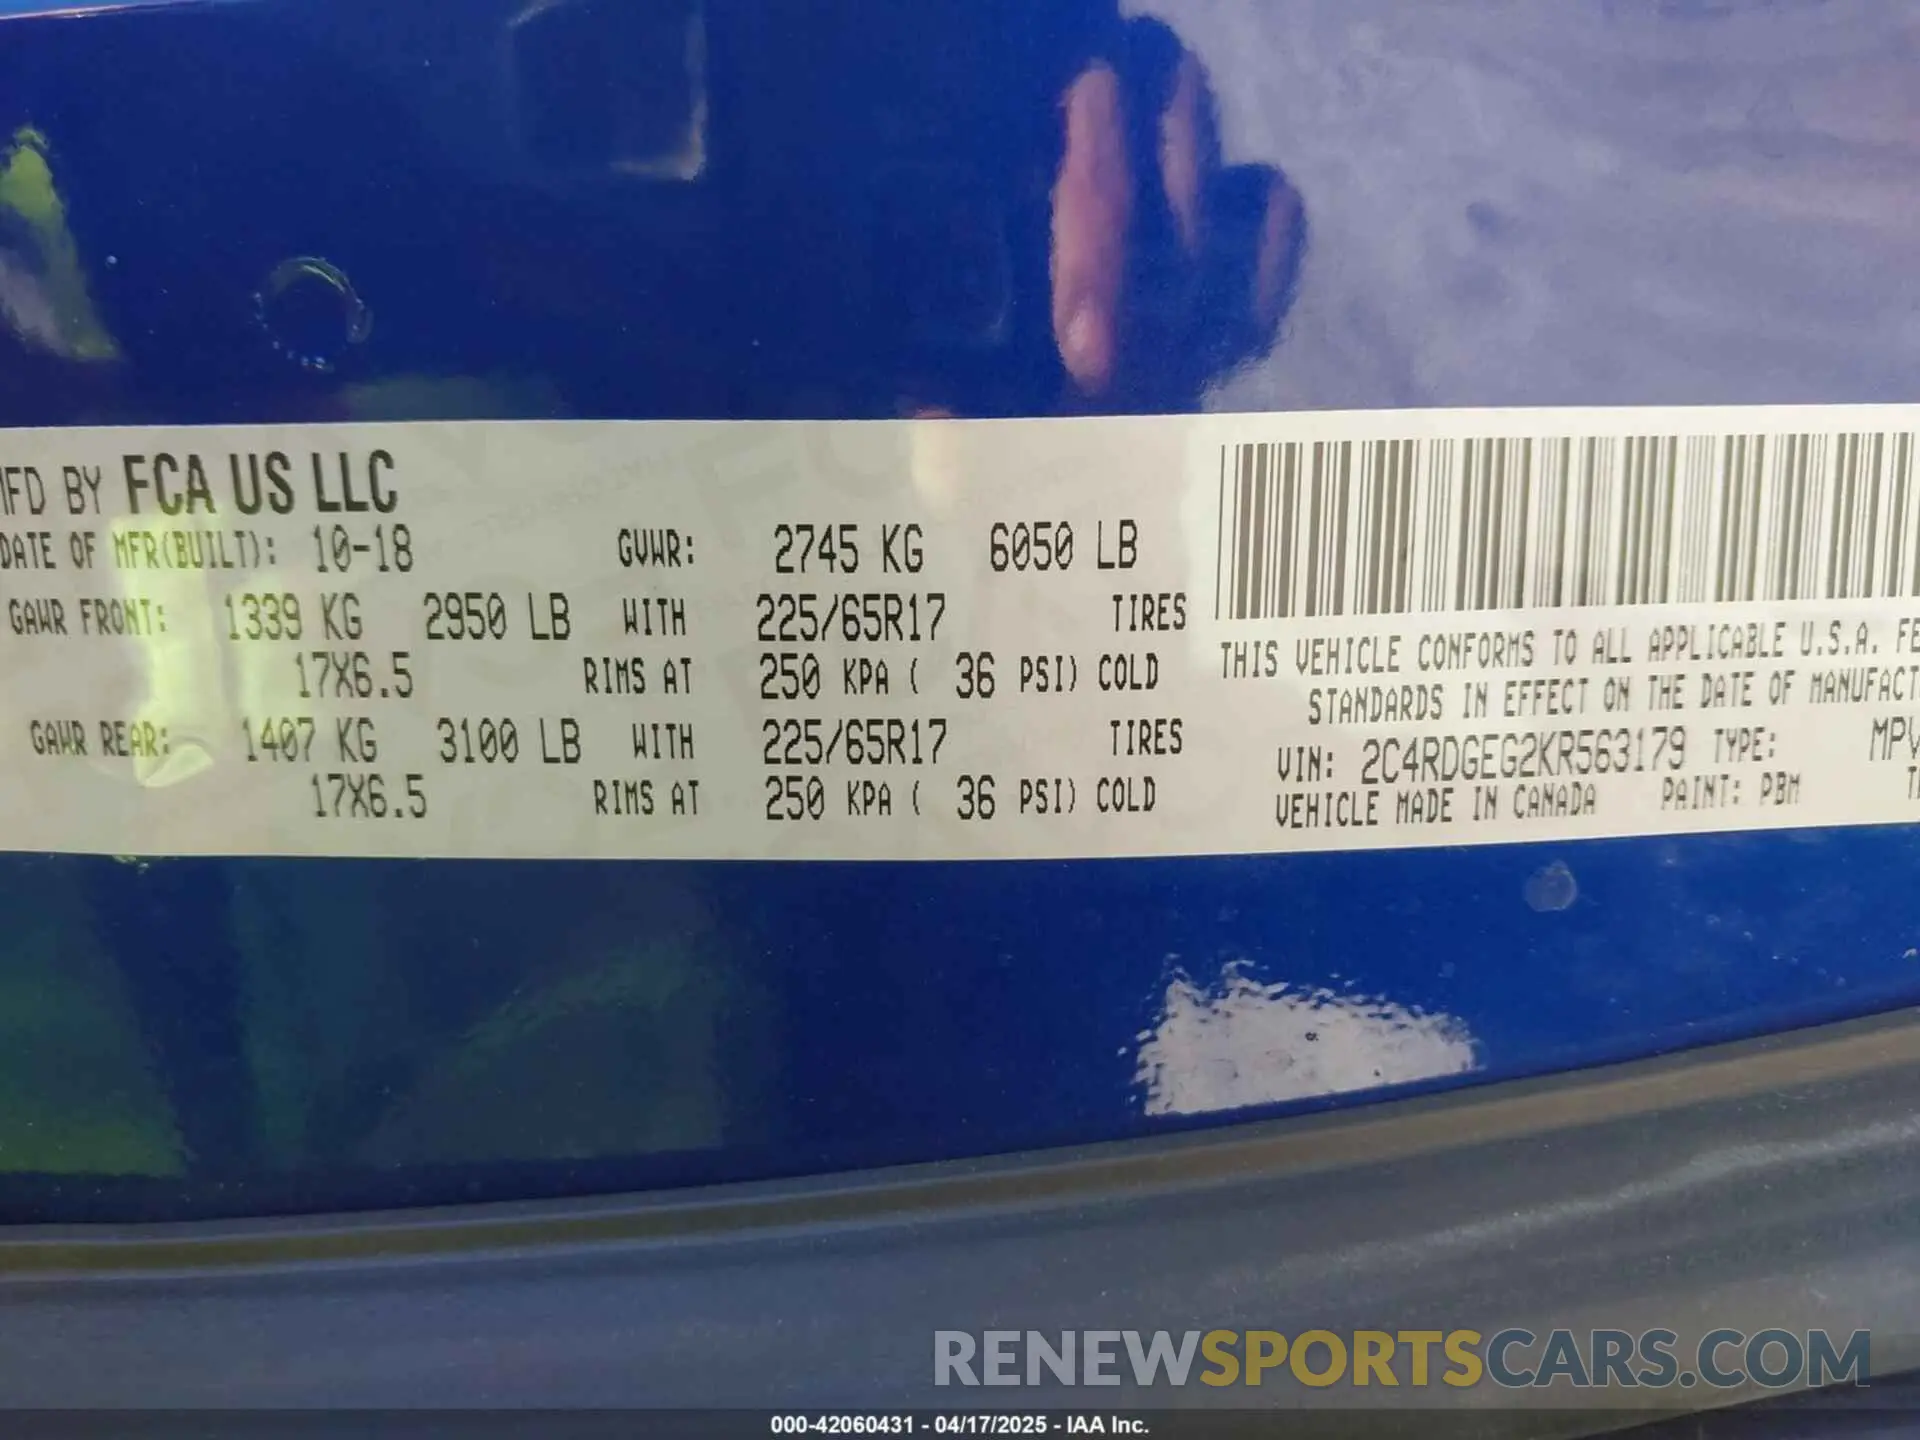 MFD BY FCA US LLC
DATE OF MFR(BUILT): 10-18 GVWR: 2745 KG 6050 LB
GAWR FRONT: 1339 KG 2950 LB WITH 225/65R17 TIRES
17X6.5 RIMS AT 250 KPA ( 36 PSI) COLD
GAWR REAR: 1407 KG 3100 LB WITH 225/65R17 TIRES
17X6.5 RIMS AT 250 KPA ( 36 PSI) COLD
THIS VEHICLE CONFORMS TO ALL APPLICABLE U.S.A.
STANDARDS IN EFFECT ON THE DATE OF
VIN: 2C4RDGEG2KR563179 TYPE: MPV
VEHICLE MADE IN CANADA PAINT: PBM
RENEWSPORTSCARS.COM
000-42060431 - 04/17/2025 - IAA Inc.